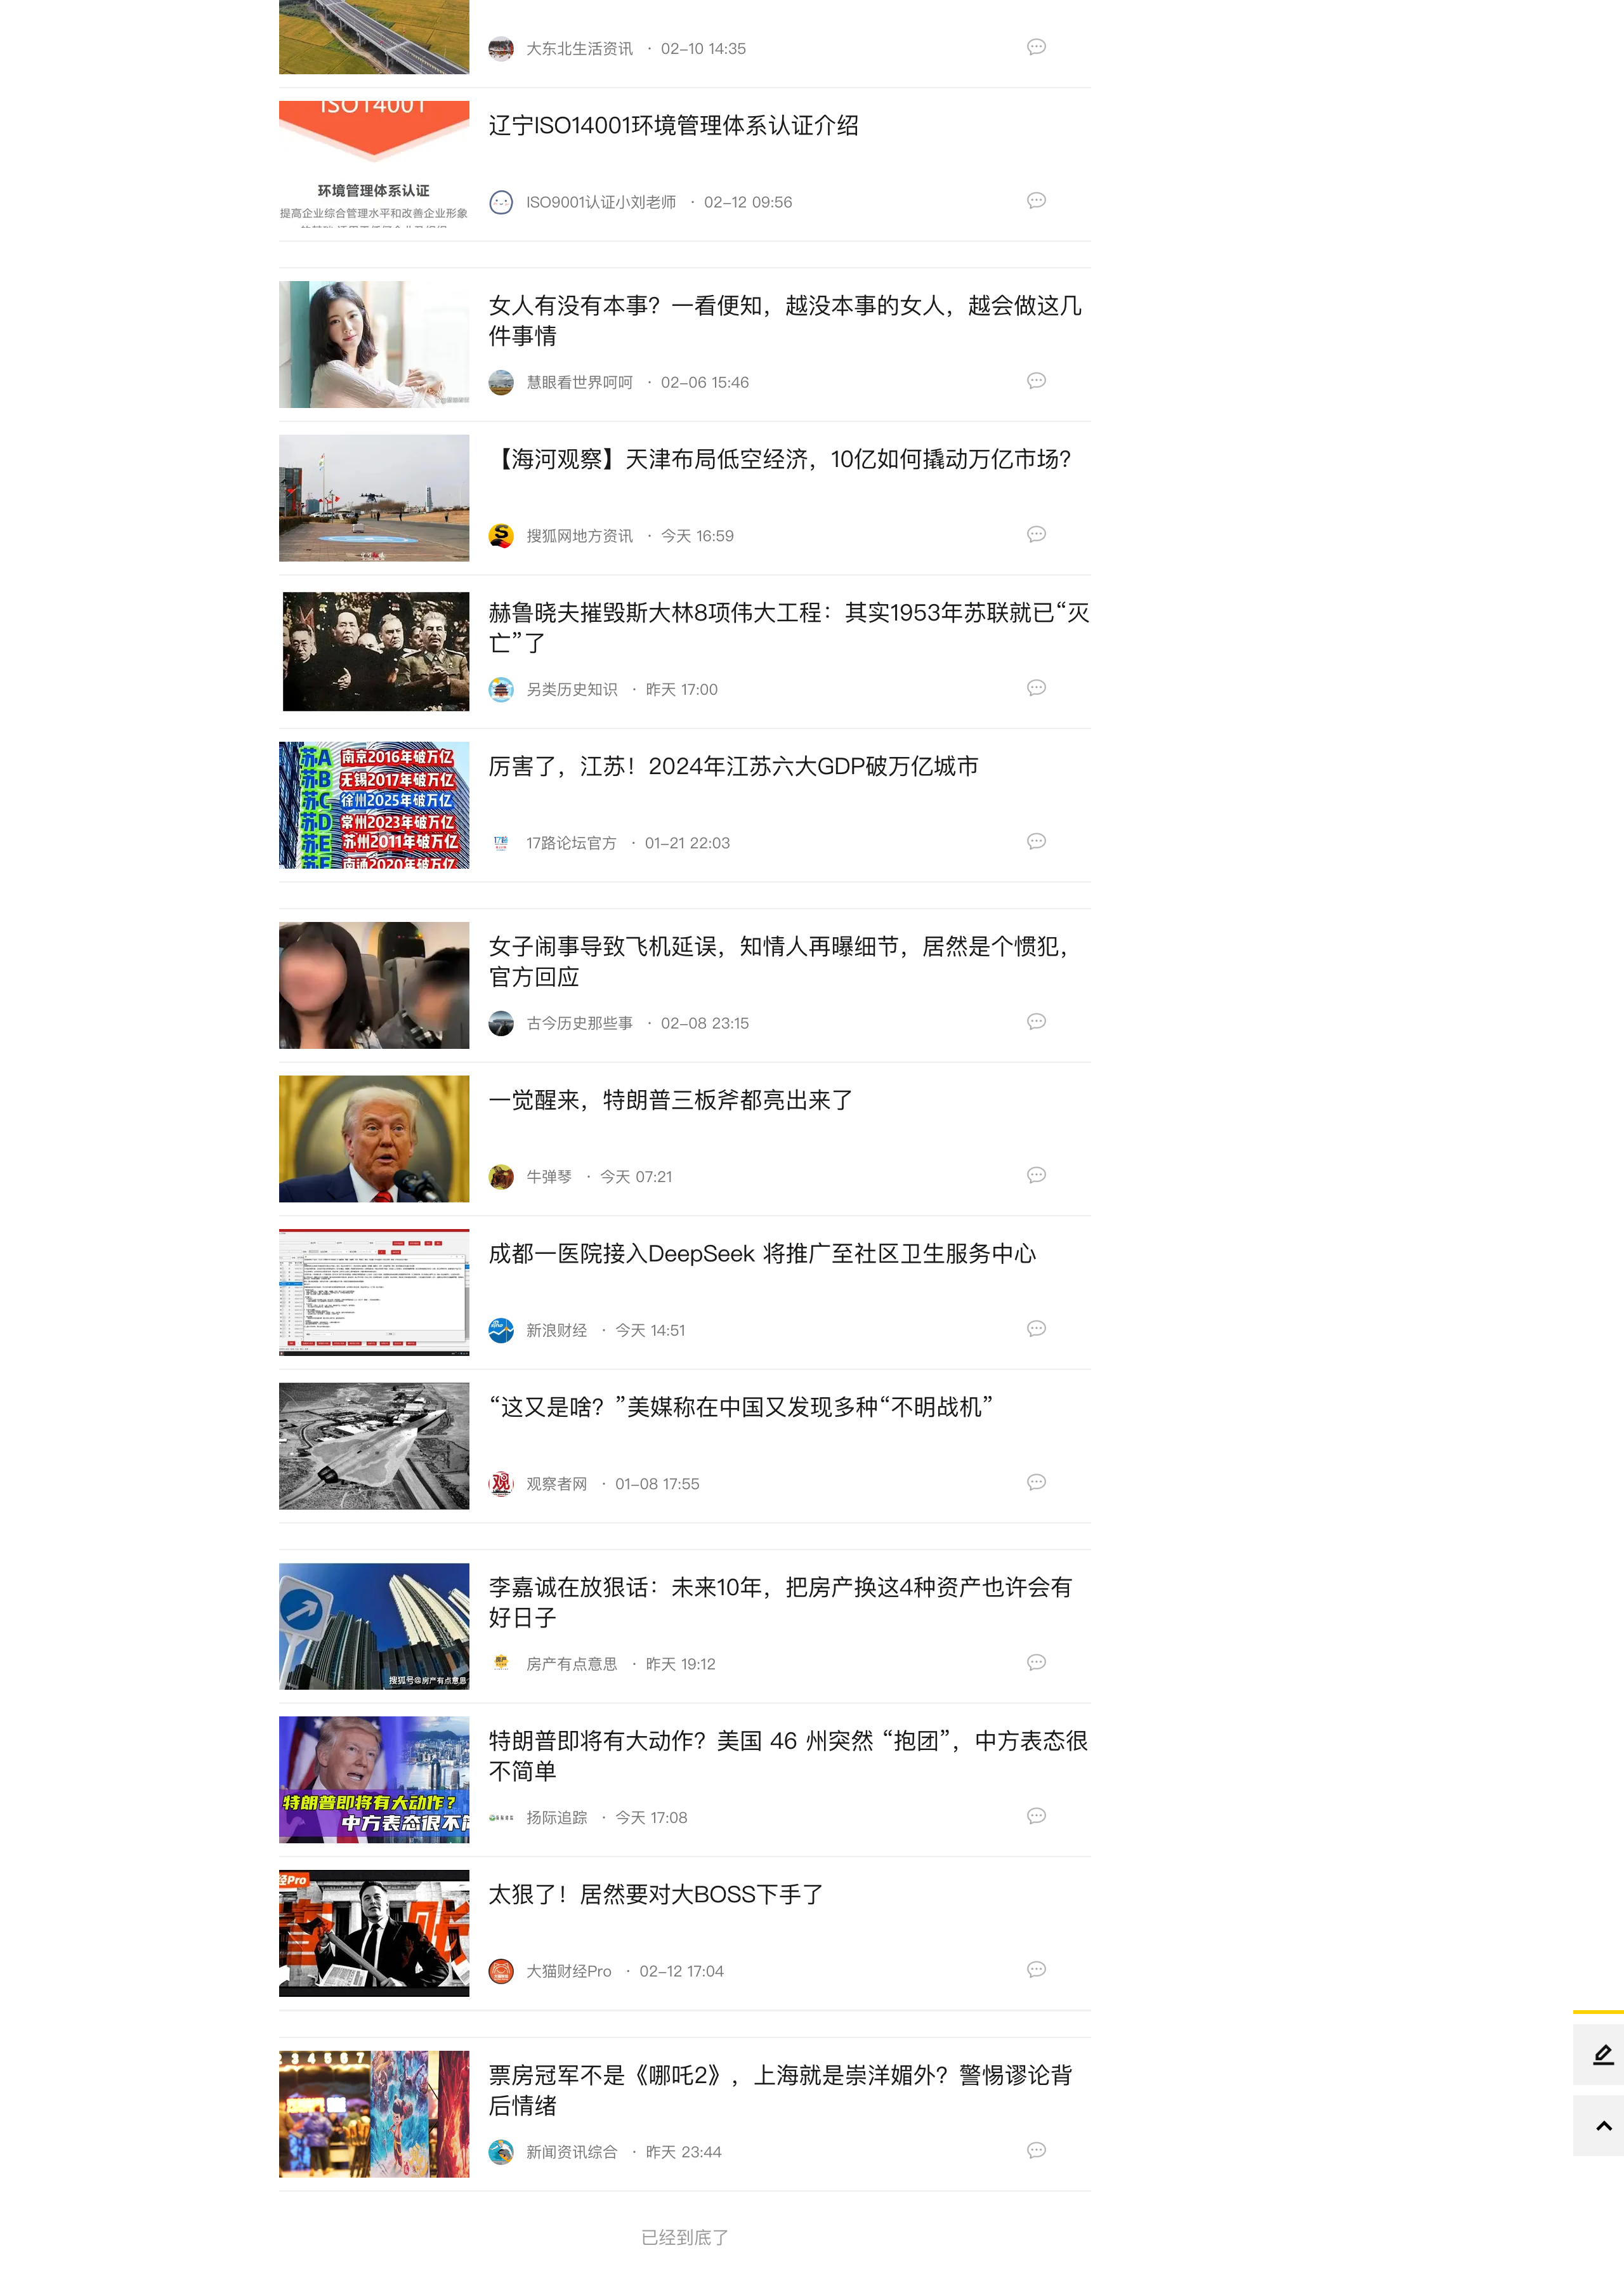 大东北生活资讯 · 02-10 14:35
ISO14001
环境管理体系认证
提高企业综合管理水平和改善企业形象
辽宁ISO14001环境管理体系认证介绍
ISO9001认证小刘老师 · 02-12 09:56
女人有没有本事？一看便知，越没本事的女人，越会做这几
件事情
慧眼看世界呵呵 · 02-06 15:46
【海河观察】天津布局低空经济，10亿如何撬动万亿市场？
搜狐网地方资讯 · 今天 16:59
赫鲁晓夫摧毁斯大林8项伟大工程：其实1953年苏联就已“灭
亡”了
另类历史知识 · 昨天 17:00
苏A 南京2016年破万亿
苏B 无锡2017年破万亿
苏C 徐州2025年破万亿
苏D 常州2023年破万亿
苏E 苏州2011年破万亿
苏F 南通2020年破万亿
厉害了，江苏！2024年江苏六大GDP破万亿城市
17路论坛官方 · 01-21 22:03
女子闹事导致飞机延误，知情人再曝细节，居然是个惯犯，
官方回应
古今历史那些事 · 02-08 23:15
一觉醒来，特朗普三板斧都亮出来了
牛弹琴 · 今天 07:21
成都一医院接入DeepSeek 将推广至社区卫生服务中心
新浪财经 · 今天 14:51
“这又是啥？”美媒称在中国又发现多种“不明战机”
观
观察者网 · 01-08 17:55
搜狐号@房产有点意思
李嘉诚在放狠话：未来10年，把房产换这4种资产也许会有
好日子
房产有点意思 · 昨天 19:12
特朗普即将有大动作？
中方表态很不简
特朗普即将有大动作？美国 46 州突然 “抱团”，中方表态很
不简单
扬际追踪 · 今天 17:08
经Pro
太狠了！居然要对大BOSS下手了
大猫财经Pro · 02-12 17:04
2 3 4 5 6 7
票房冠军不是《哪吒2》，上海就是崇洋媚外？警惕谬论背
后情绪
新闻资讯综合 · 昨天 23:44
已经到底了